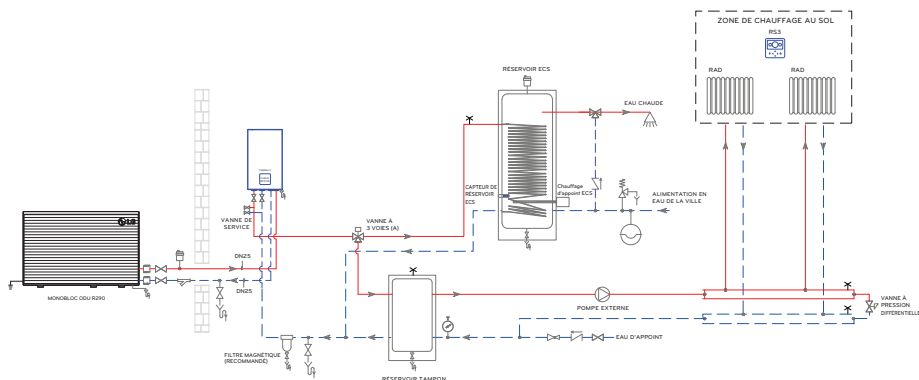 ZONE DE CHAUFFAGE AU SOL
RS3
RAD
RAD
RÉSERVOIR ECS
EAU CHAUDE
CAPTEUR DE
RÉSERVOIR
ECS
Chauffage
d'appoint ECS
ALIMENTATION EN
EAU DE LA VILLE
VANNE DE
SERVICE
VANNE À
3 VOIES (A)
LG
DN25
DN25
MONOBLOC ODU R290
POMPE EXTERNE
VANNE À
PRESSION
DIFFÉRENTIELLE
EAU D'APPOINT
FILTRE MAGNÉTIQUE
(RECOMMANDÉ)
RÉSERVOIR TAMPON